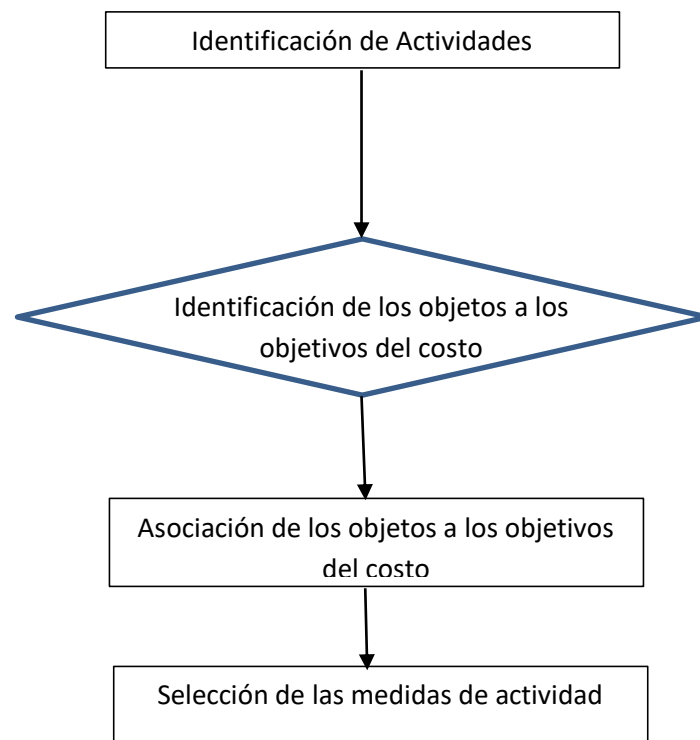 Identificación de Actividades
Identificación de los objetos a los
objetivos del costo
Asociación de los objetos a los objetivos
del costo
Selección de las medidas de actividad